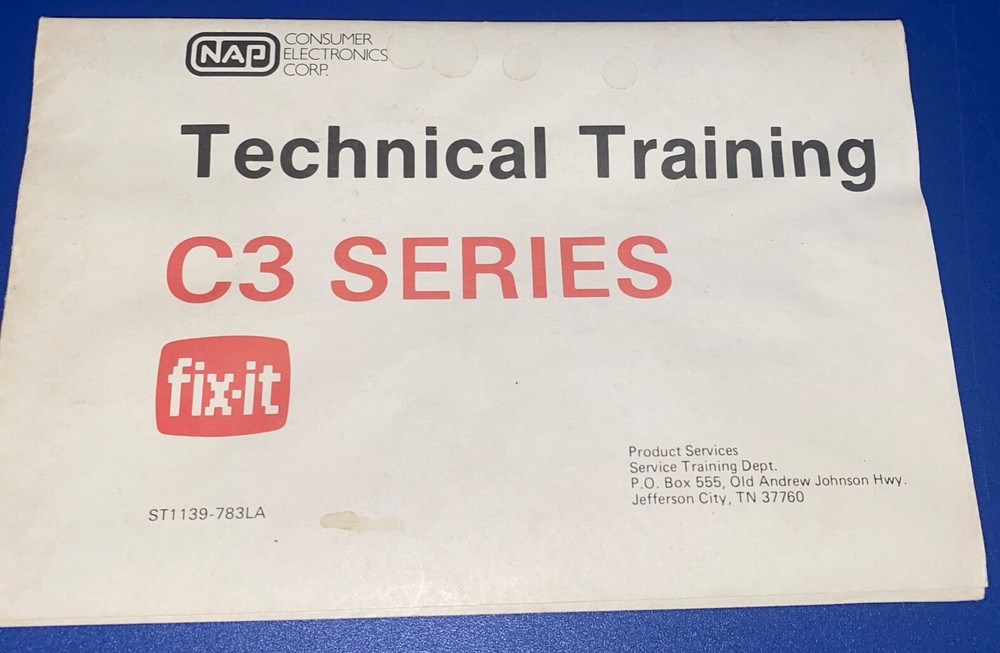 NAP CONSUMER
ELECTRONICS
CORP.
Technical Training
C3 SERIES
fix-it
Product Services
Service Training Dept.
P.O. Box 555, Old Andrew Johnson Hwy.
Jefferson City, TN 37760
ST1139-783LA